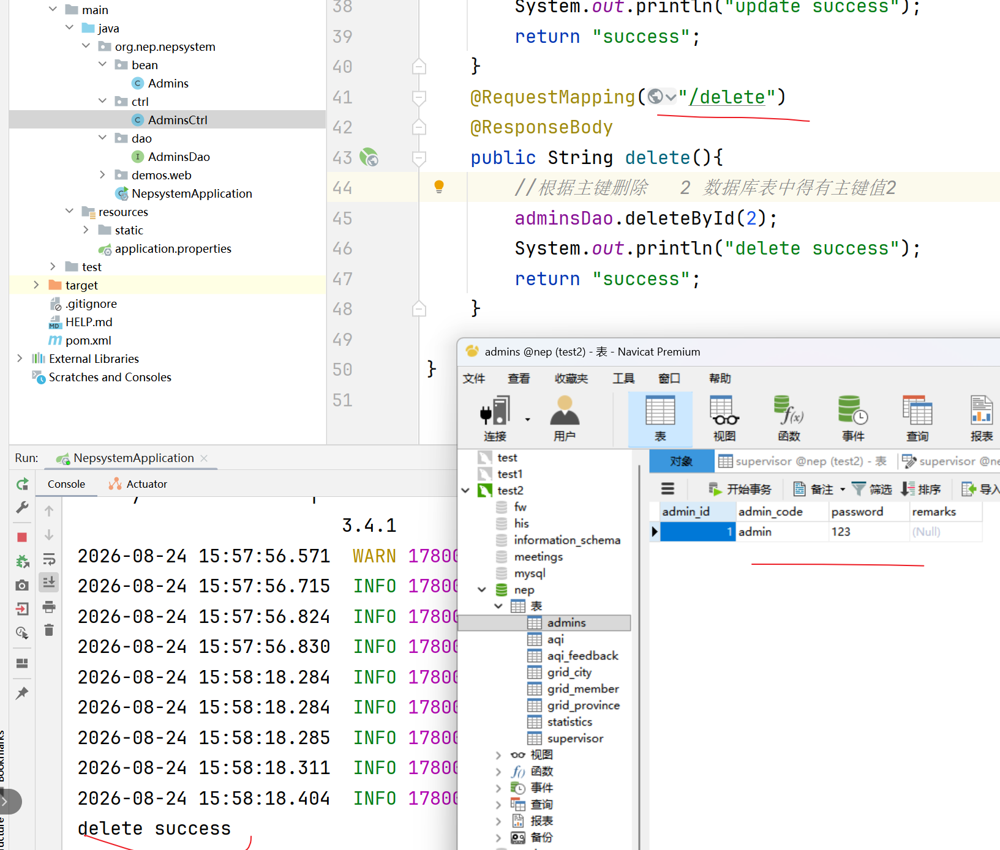 main
java
org.nep.nepsystem
bean
Admins
ctrl
AdminsCtrl
dao
AdminsDao
demos.web
NepsystemApplication
resources
static
application.properties
test
target
.gitignore
HELP.md
pom.xml
External Libraries
Scratches and Consoles
38 System.out.println("update success");
39 return "success";
40 }
41 @RequestMapping("/delete")
42 @ResponseBody
43 public String delete(){
44 //根据主键删除 2 数据库表中得有主键值2
45 adminsDao.deleteById(2);
46 System.out.println("delete success");
47 return "success";
48 }
49
50 }
51
Run: NepsystemApplication
Console Actuator
3.4.1
2026-08-24 15:57:56.571 WARN 17800
2026-08-24 15:57:56.715 INFO 17800
2026-08-24 15:57:56.824 INFO 17800
2026-08-24 15:57:56.830 INFO 17800
2026-08-24 15:58:18.284 INFO 17800
2026-08-24 15:58:18.284 INFO 17800
2026-08-24 15:58:18.285 INFO 17800
2026-08-24 15:58:18.311 INFO 17800
2026-08-24 15:58:18.404 INFO 17800
delete success
admins @nep (test2) - 表 - Navicat Premium
文件 查看 收藏夹 工具 窗口 帮助
连接 用户 表 视图 函数 事件 查询 报表
test
test1
test2
fw
his
information_schema
meetings
mysql
nep
表
admins
aqi
aqi_feedback
grid_city
grid_member
grid_province
statistics
supervisor
视图
函数
事件
查询
报表
备份
对象 supervisor @nep (test2) - 表 supervisor @ne
开始事务 备注 筛选 排序 导入
admin_id admin_code password remarks
1 admin 123 (Null)